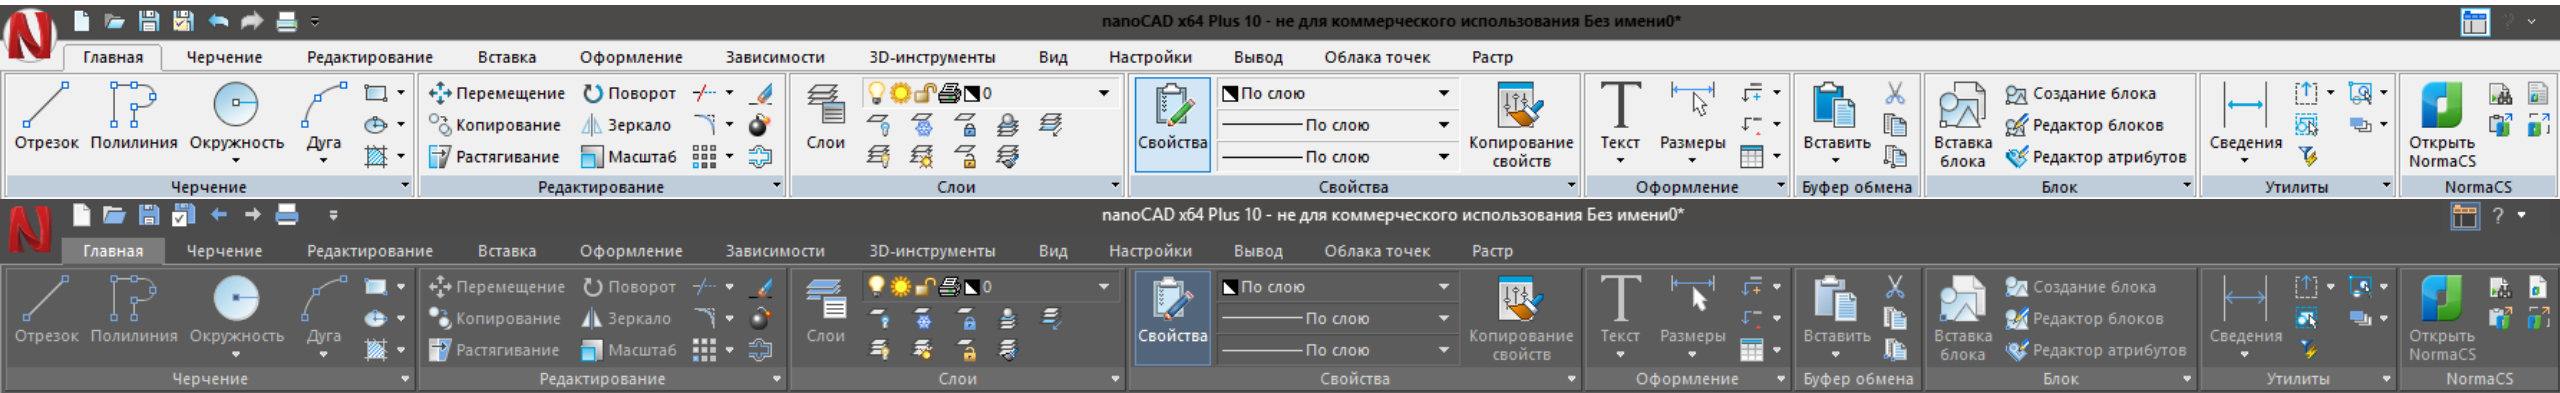 nanoCAD x64 Plus 10 - не для коммерческого использования Без имени0*
Главная Черчение Редактирование Вставка Оформление Зависимости 3D-инструменты Вид Настройки Вывод Облака точек Растр
Перемещение Поворот 0 По слою Создание блока
Копирование Зеркало По слою Редактор блоков
Отрезок Полилиния Окружность Дуга Слои Свойства Копирование свойств Текст Размеры Вставить Вставка блока Сведения Открыть NormaCS
Растягивание Масштаб По слою Редактор атрибутов
Черчение Редактирование Слои Свойства Оформление Буфер обмена Блок Утилиты NormaCS
nanoCAD x64 Plus 10 - не для коммерческого использования Без имени0*
?
Главная Черчение Редактирование Вставка Оформление Зависимости 3D-инструменты Вид Настройки Вывод Облака точек Растр
Перемещение Поворот 0 По слою Создание блока
Копирование Зеркало По слою Редактор блоков
Отрезок Полилиния Окружность Дуга Слои Свойства Копирование свойств Текст Размеры Вставить Вставка блока Сведения Открыть NormaCS
Растягивание Масштаб По слою Редактор атрибутов
Черчение Редактирование Слои Свойства Оформление Буфер обмена Блок Утилиты NormaCS